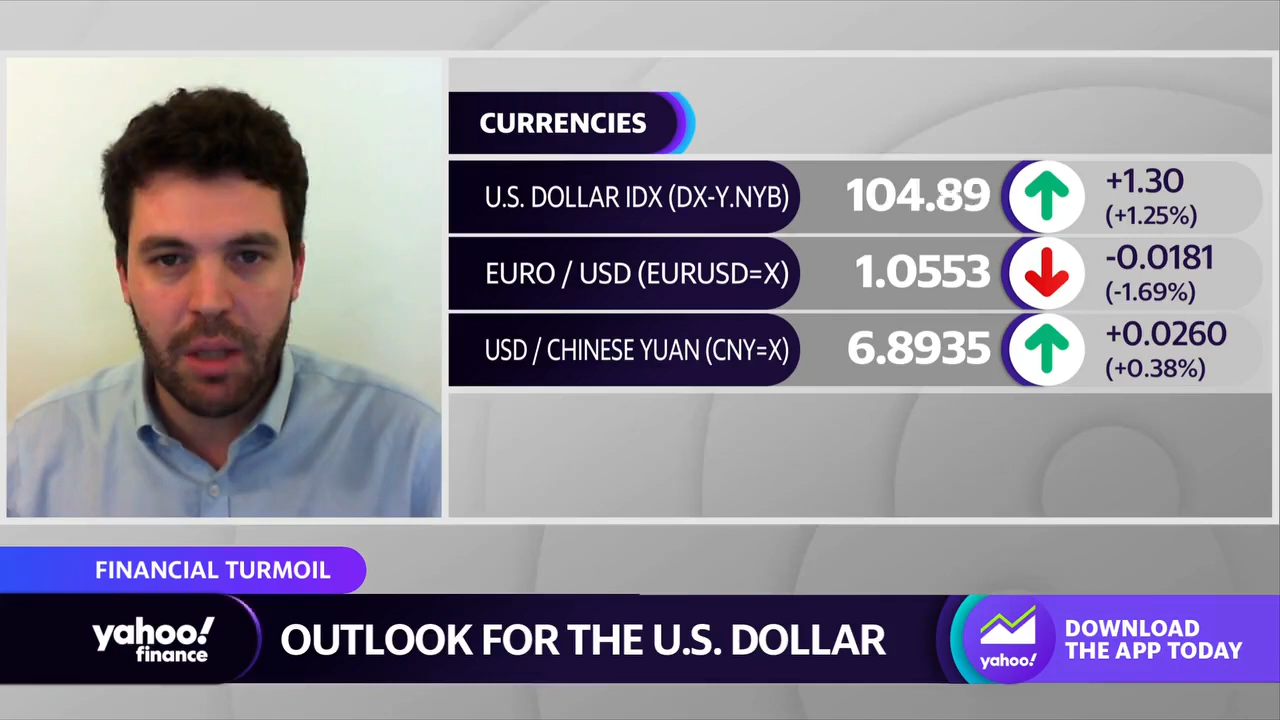 CURRENCIES
U.S. DOLLAR IDX (DX-Y.NYB) 104.89 +1.30
(+1.25%)
EURO / USD (EURUSD=X) 1.0553 -0.0181
(-1.69%)
USD / CHINESE YUAN (CNY=X) 6.8935 +0.0260
(+0.38%)
FINANCIAL TURMOIL
yahoo!
finance
OUTLOOK FOR THE U.S. DOLLAR
yahoo!
DOWNLOAD
THE APP TODAY